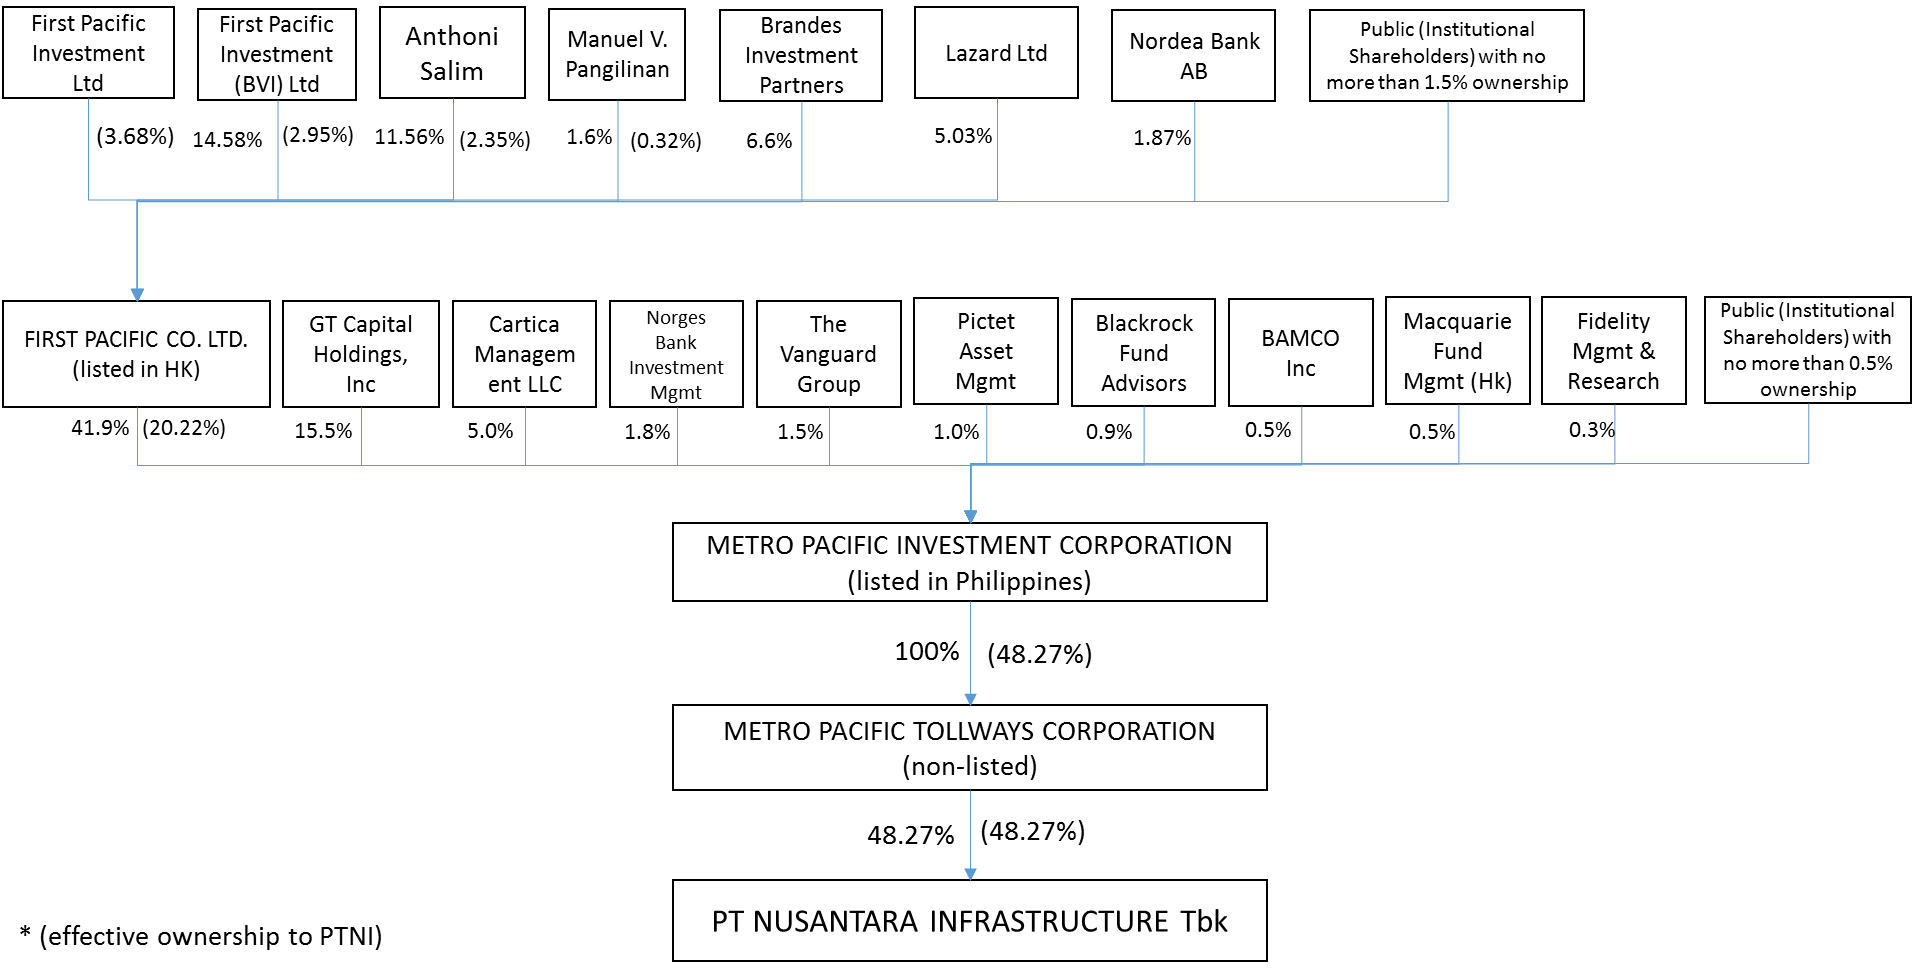 First Pacific
Investment
Ltd
First Pacific
Investment
(BVI) Ltd
Anthoni
Salim
Manuel V.
Pangilinan
Brandes
Investment
Partners
Lazard Ltd
Nordea Bank
AB
Public (Institutional
Shareholders) with no
more than 1.5% ownership
(3.68%)
14.58%
(2.95%)
11.56%
(2.35%)
1.6%
(0.32%)
6.6%
5.03%
1.87%
FIRST PACIFIC CO. LTD.
(listed in HK)
GT Capital
Holdings,
Inc
Cartica
Managem
ent LLC
Norges
Bank
Investment
Mgmt
The
Vanguard
Group
Pictet
Asset
Mgmt
Blackrock
Fund
Advisors
BAMCO
Inc
Macquarie
Fund
Mgmt (Hk)
Fidelity
Mgmt &
Research
Public (Institutional
Shareholders) with
no more than 0.5%
ownership
41.9%
(20.22%)
15.5%
5.0%
1.8%
1.5%
1.0%
0.9%
0.5%
0.5%
0.3%
METRO PACIFIC INVESTMENT CORPORATION
(listed in Philippines)
100%
(48.27%)
METRO PACIFIC TOLLWAYS CORPORATION
(non-listed)
48.27%
(48.27%)
PT NUSANTARA INFRASTRUCTURE Tbk
* (effective ownership to PTNI)